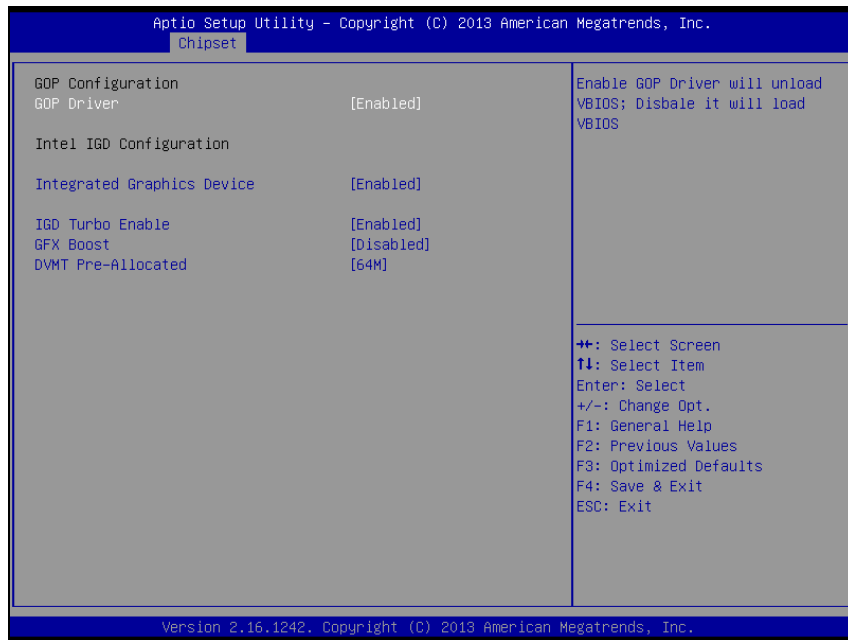 Aptio Setup Utility – Copyright (C) 2013 American Megatrends, Inc.
Chipset
GOP Configuration
GOP Driver [Enabled]
Intel IGD Configuration
Integrated Graphics Device [Enabled]
IGD Turbo Enable [Enabled]
GFX Boost [Disabled]
DVMT Pre-Allocated [64M]
Enable GOP Driver will unload
VBIOS; Disbale it will load
VBIOS
→←: Select Screen
↑↓: Select Item
Enter: Select
+/-: Change Opt.
F1: General Help
F2: Previous Values
F3: Optimized Defaults
F4: Save & Exit
ESC: Exit
Version 2.16.1242. Copyright (C) 2013 American Megatrends, Inc.